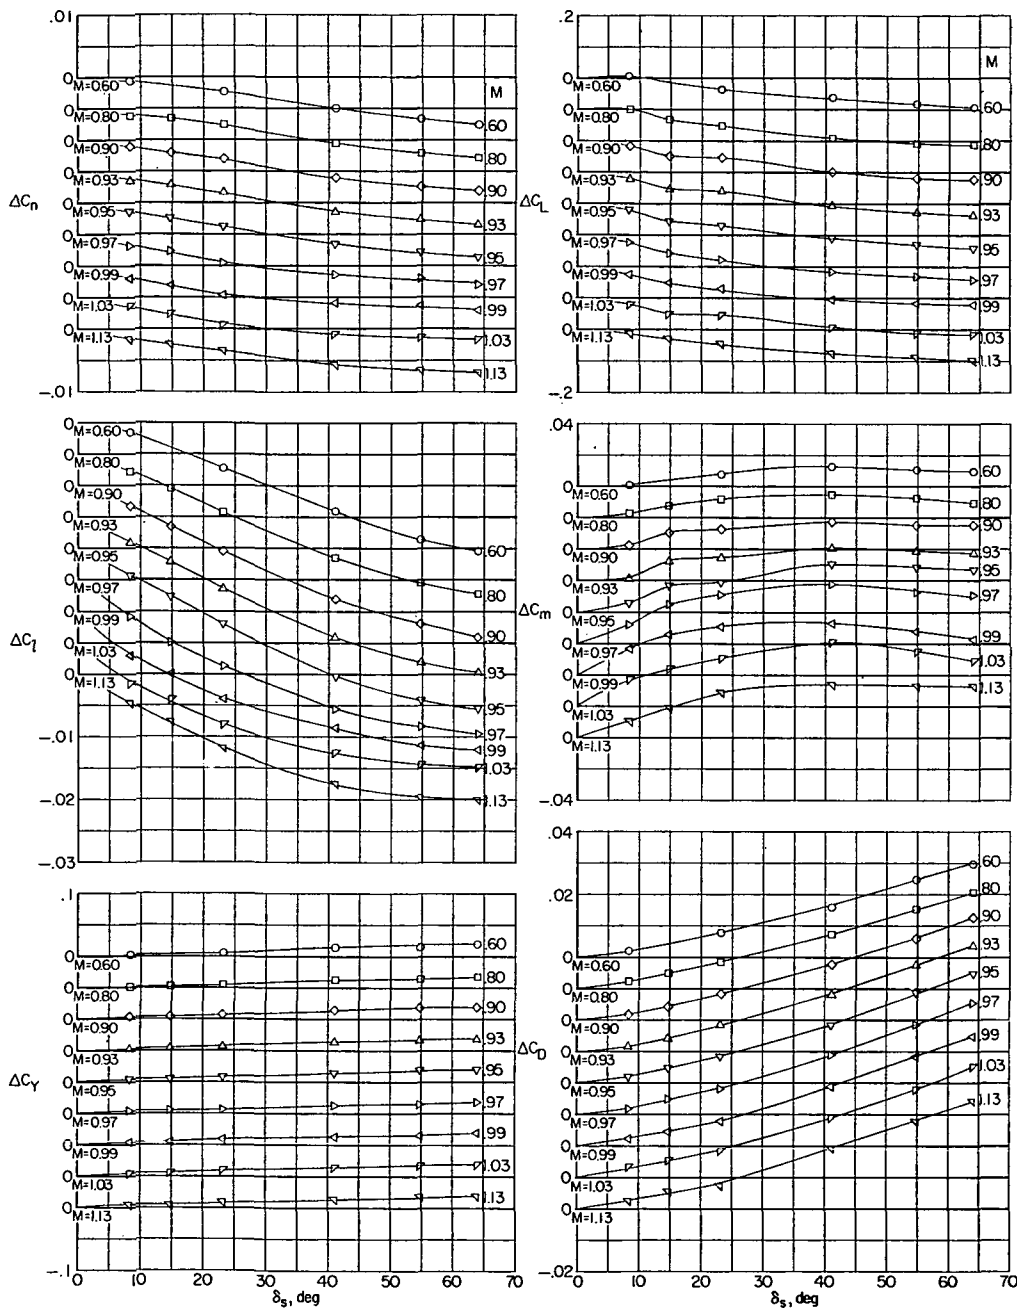 .01
0
M=0.60
0
M=0.80
0
M=0.90
0
M=0.93
0
M=0.95
0
M=0.97
0
M=0.99
0
M=1.03
0
M=1.13
-.01
ΔCn
M
.60
.80
.90
.93
.95
.97
.99
1.03
1.13
.2
0
M=0.60
0
M=0.80
0
M=0.90
0
M=0.93
0
M=0.95
0
M=0.97
0
M=0.99
0
M=1.03
0
M=1.13
-.2
ΔCL
M
.60
.80
.90
.93
.95
.97
.99
1.03
1.13
0
M=0.60
0
M=0.80
0
M=0.90
0
M=0.93
0
M=0.95
0
M=0.97
0
M=0.99
0
M=1.03
0
M=1.13
-.01
-.02
-.03
ΔCl
.60
.80
.90
.93
.95
.97
.99
1.03
1.13
.04
0
M=0.60
0
M=0.80
0
M=0.90
0
M=0.93
0
M=0.95
0
M=0.97
0
M=0.99
0
M=1.03
0
M=1.13
-.04
ΔCm
.60
.80
.90
.93
.95
.97
.99
1.03
1.13
.1
0
M=0.60
0
M=0.80
0
M=0.90
0
M=0.93
0
M=0.95
0
M=0.97
0
M=0.99
0
M=1.03
0
M=1.13
-.1
ΔCY
.60
.80
.90
.93
.95
.97
.99
1.03
1.13
0 10 20 30 40 50 60 70
δs, deg
.04
.02
0
M=0.60
0
M=0.80
0
M=0.90
0
M=0.93
0
M=0.95
0
M=0.97
0
M=0.99
0
M=1.03
0
M=1.13
-.02
ΔCD
.60
.80
.90
.93
.95
.97
.99
1.03
1.13
0 10 20 30 40 50 60 70
δs, deg